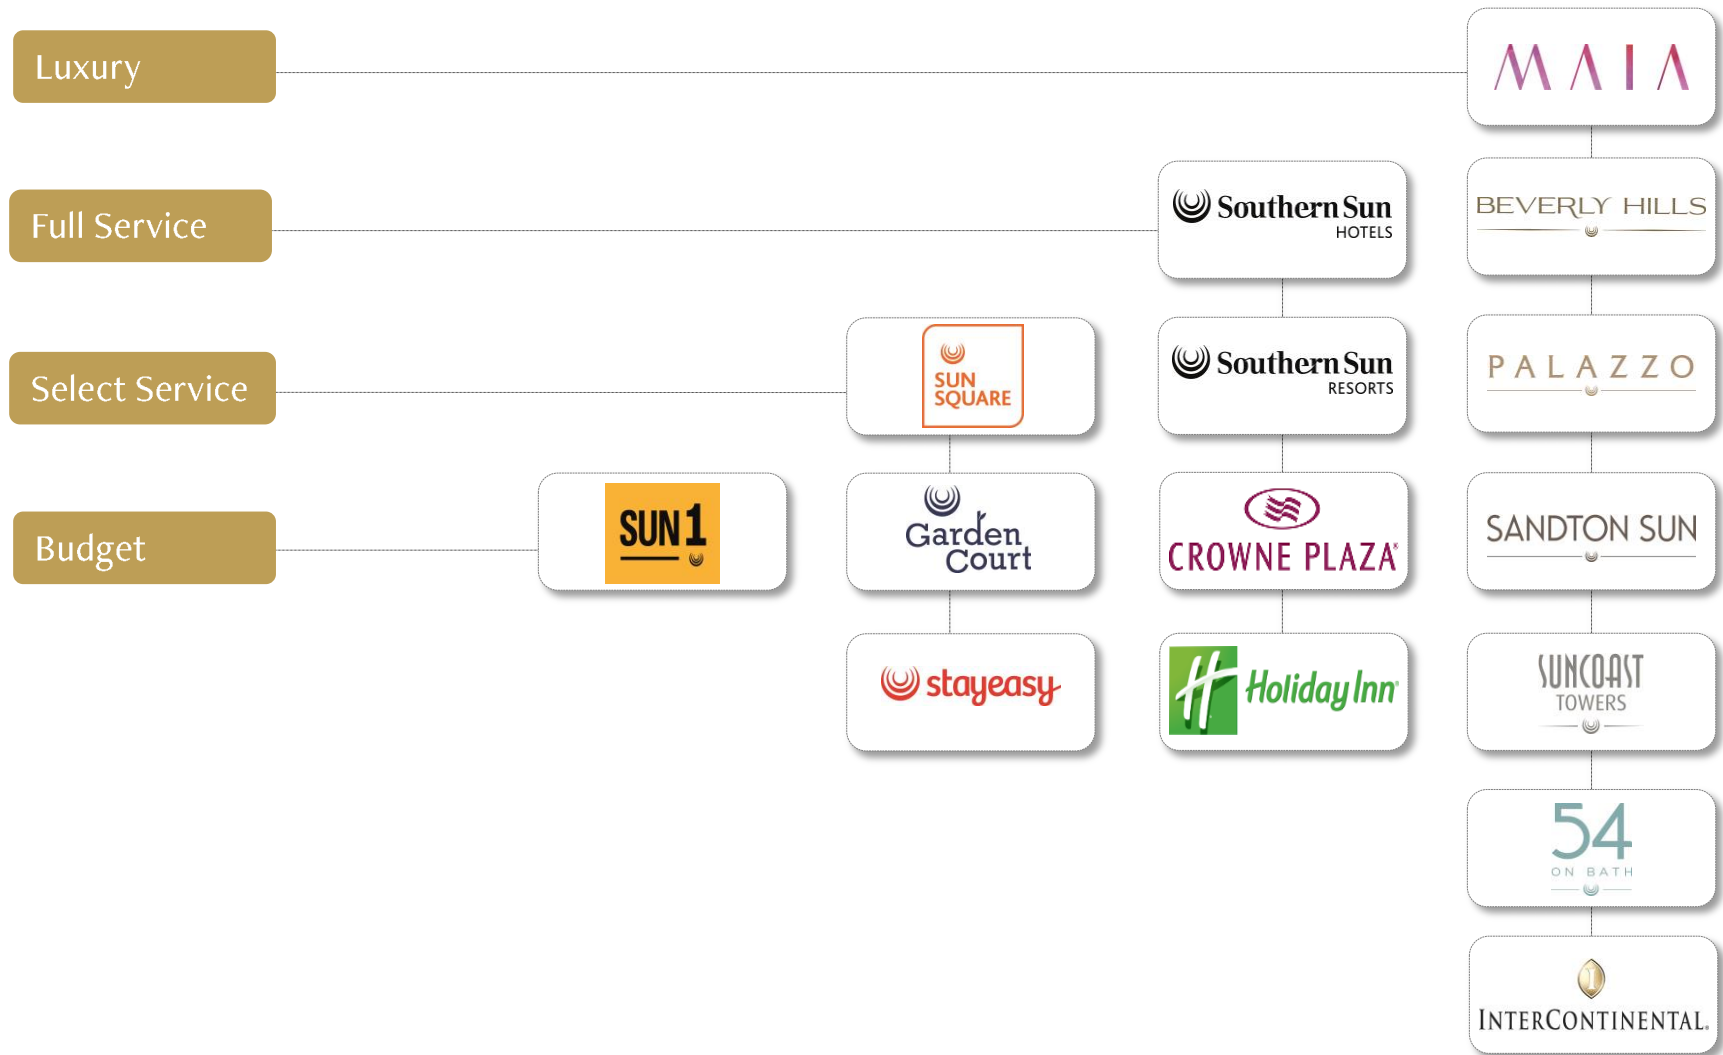 Luxury
MAIA
Full Service
Southern Sun
HOTELS
BEVERLY HILLS
Select Service
SUN
SQUARE
Southern Sun
RESORTS
PALAZZO
Budget
SUN1
Garden
Court
CROWNE PLAZA®
SANDTON SUN
stayeasy
H Holiday Inn®
SUNCOAST
TOWERS
54
ON BATH
INTERCONTINENTAL®